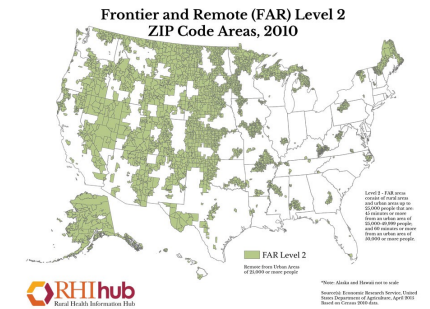 Frontier and Remote (FAR) Level 2
ZIP Code Areas, 2010
Level 2 - FAR areas
consist of rural areas
and urban areas up to
25,000 people that are:
45 minutes or more
from an urban area of
25,000-49,999 people;
and 60 minutes or more
from an urban area of
50,000 or more people.
FAR Level 2
Remote from Urban Areas
of 25,000 or more people
RHIhub
Rural Health Information Hub
*Note: Alaska and Hawaii not to scale
Source(s): Economic Research Service, United
States Department of Agriculture, April 2011
Based on Census 2010 data.